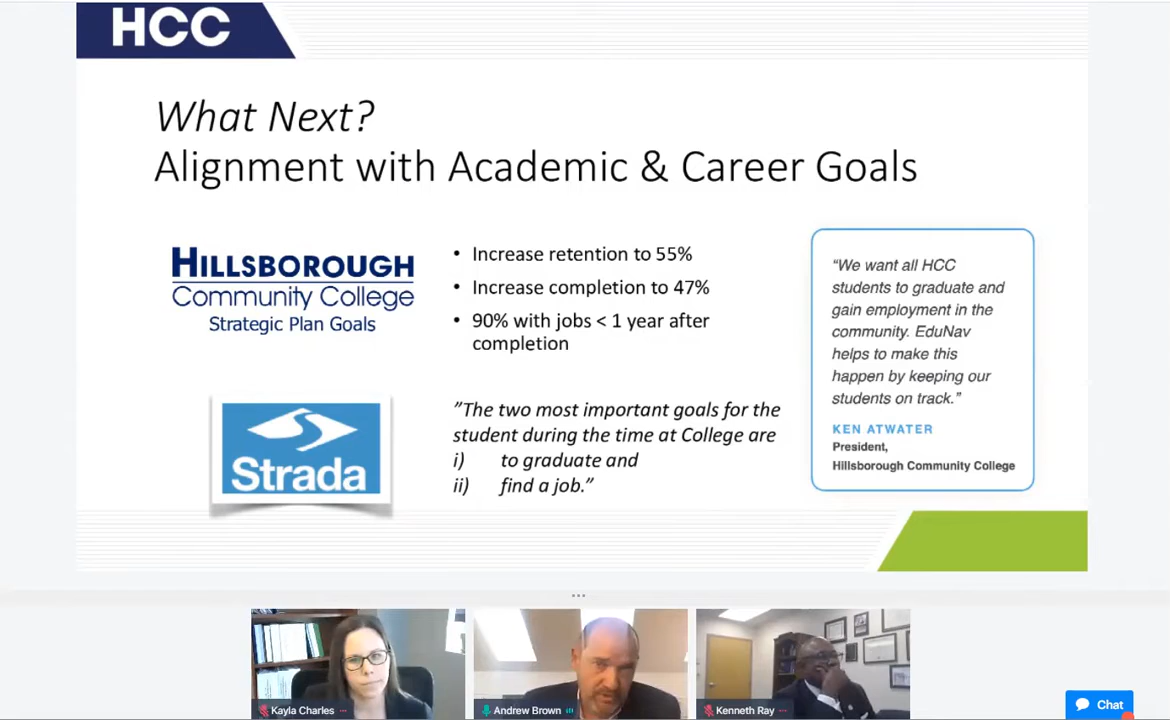 HCC
What Next?
Alignment with Academic & Career Goals
HILLSBOROUGH
Community College
Strategic Plan Goals
• Increase retention to 55%
• Increase completion to 47%
• 90% with jobs < 1 year after
completion
Strada
”The two most important goals for the
student during the time at College are
i) to graduate and
ii) find a job.”
“We want all HCC
students to graduate and
gain employment in the
community. EduNav
helps to make this
happen by keeping our
students on track.”
KEN ATWATER
President,
Hillsborough Community College
Kayla Charles
Andrew Brown
Kenneth Ray
Chat